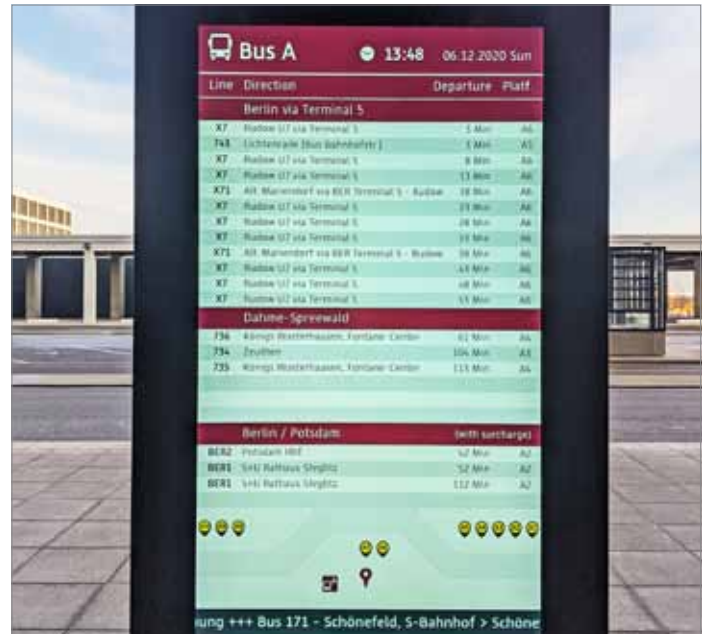 Bus A 13:48 06.12.2020 Sun
Line Direction Departure Platf
Berlin via Terminal 5
X7 Rudow U7 via Terminal 5 5 Min A6
743 Lichtenrade [Bus Bahnhofstr.] Min
X7 Rudow U7 via Terminal 5 8 Min A6
X7 Rudow U7 via Terminal 5 13 Min A6
X71 Alt Mariendorf via BER Terminal 5 - Rudow 18 Min A6
X7 Rudow U7 via Terminal 5 23 Min A6
X7 Rudow U7 via Terminal 5 28 Min A6
X7 Rudow U7 via Terminal 5 33 Min A6
X71 Alt Mariendorf via BER Terminal 5 - Rudow 38 Min A6
X7 Rudow U7 via Terminal 5 43 Min A6
X7 Rudow U7 via Terminal 5 48 Min A6
X7 Rudow U7 via Terminal 5 Min A6
Dahme-Spreewald
736 Königs Wusterhausen, Fontane-Center Min A4
734 Zeuthen 104 Min A3
735 Königs Wusterhausen, Fontane-Center 113 Min A4
Berlin / Potsdam (with surcharge)
BER2 Potsdam Hbf Min A2
BER1 S+U Rathaus Steglitz 52 Min A2
BER1 S+U Rathaus Steglitz 112 Min A2
ung +++ Bus 171 - Schönefeld, S-Bahnhof > Schöne